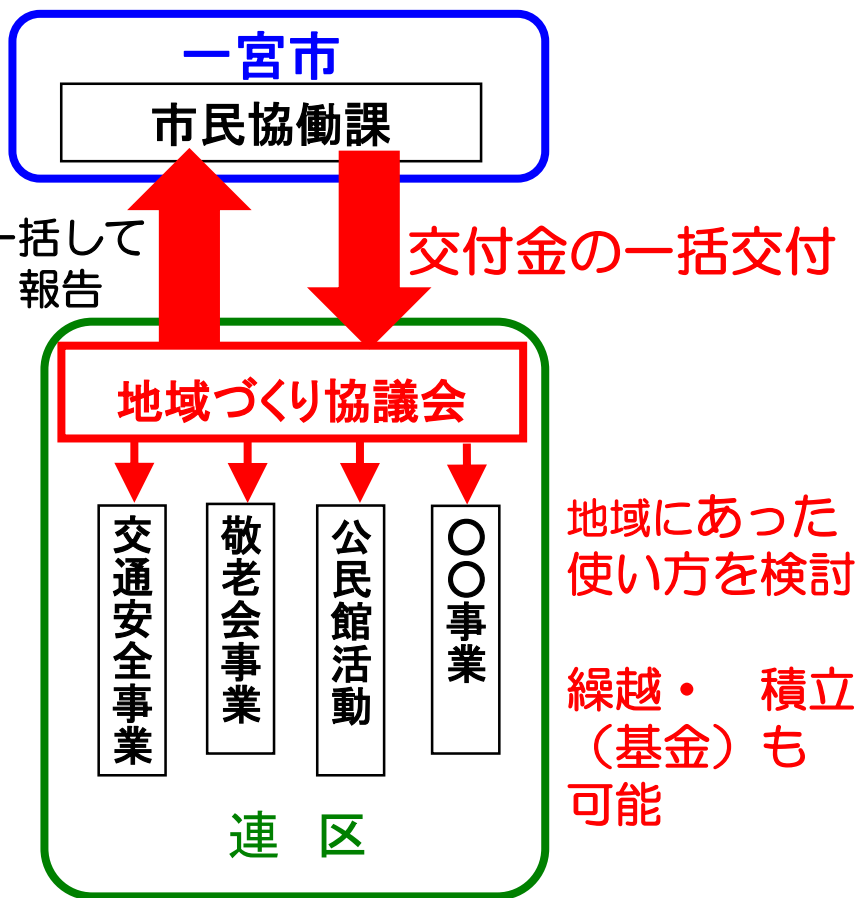 一宮市
市民協働課
一括して
報告
交付金の一括交付
地域づくり協議会
交通安全事業
敬老会事業
公民館活動
〇〇事業
地域にあった
使い方を検討
繰越・　積立
（基金）も
可能
連　区